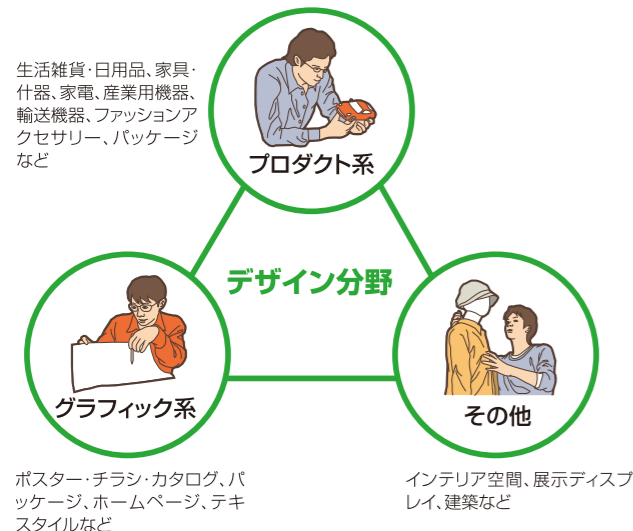 生活雑貨・日用品、家具・
什器、家電、産業用機器、
輸送機器、ファッションア
クセサリー、パッケージ
など
プロダクト系
デザイン分野
グラフィック系
その他
ポスター・チラシ・カタログ、パ
ッケージ、ホームページ、テキ
スタイルなど
インテリア空間、展示ディスプ
レイ、建築など